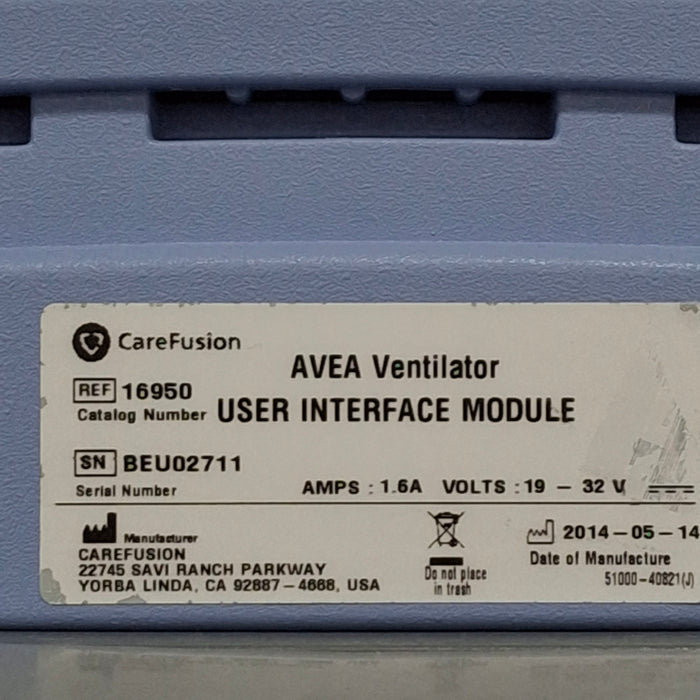 CareFusion
AVEA Ventilator
REF 16950
Catalog Number USER INTERFACE MODULE
SN BEU02711
Serial Number AMPS : 1.6A VOLTS : 19 – 32 V
Manufacturer
2014–05–14
CAREFUSION
Date of Manufacture
22745 SAVI RANCH PARKWAY
Do not place
51000–40821(J)
YORBA LINDA, CA 92887–4668, USA
in trash